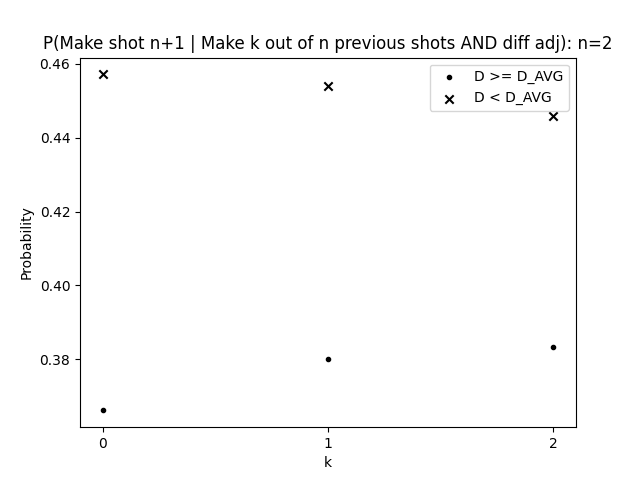 P(Make shot n+1 | Make k out of n previous shots AND diff adj): n=2
0.46
D >= D_AVG
D < D_AVG
0.44
0.42
Probability
0.40
0.38
0 1 2
k